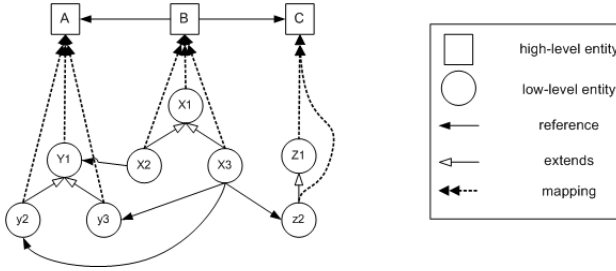 A
B
C
X1
Y1
X2
X3
Z1
y2
y3
z2
high-level entity
low-level entity
reference
extends
mapping